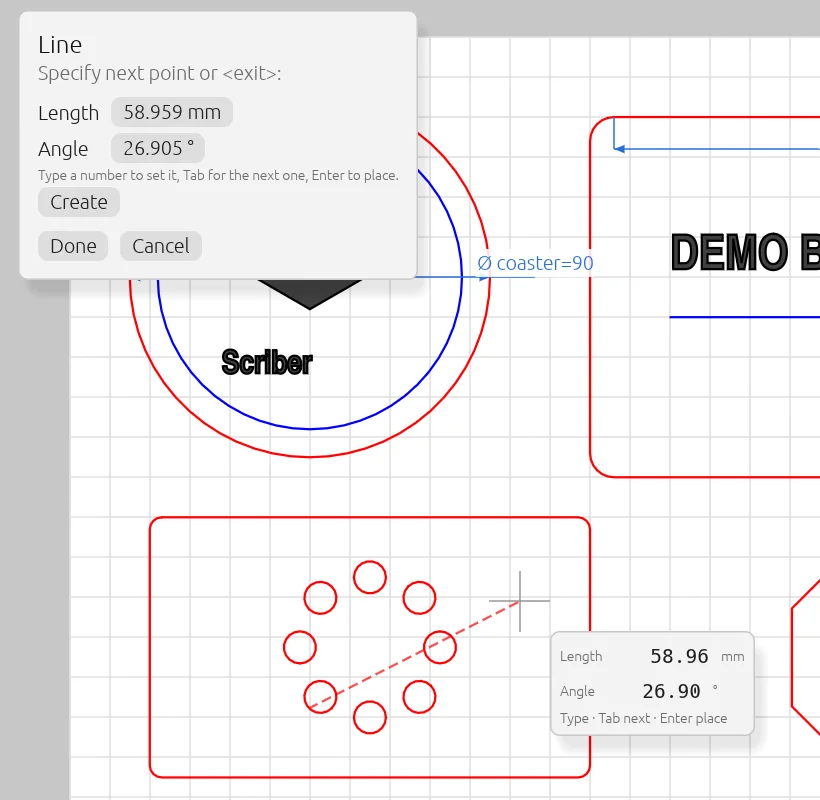 Line
Specify next point or <exit>:
Length 58.959 mm
Angle 26.905 °
Type a number to set it, Tab for the next one, Enter to place.
Create
Done Cancel
Ø coaster=90
DEMO B
Scriber
Length 58.96 mm
Angle 26.90 °
Type · Tab next · Enter place